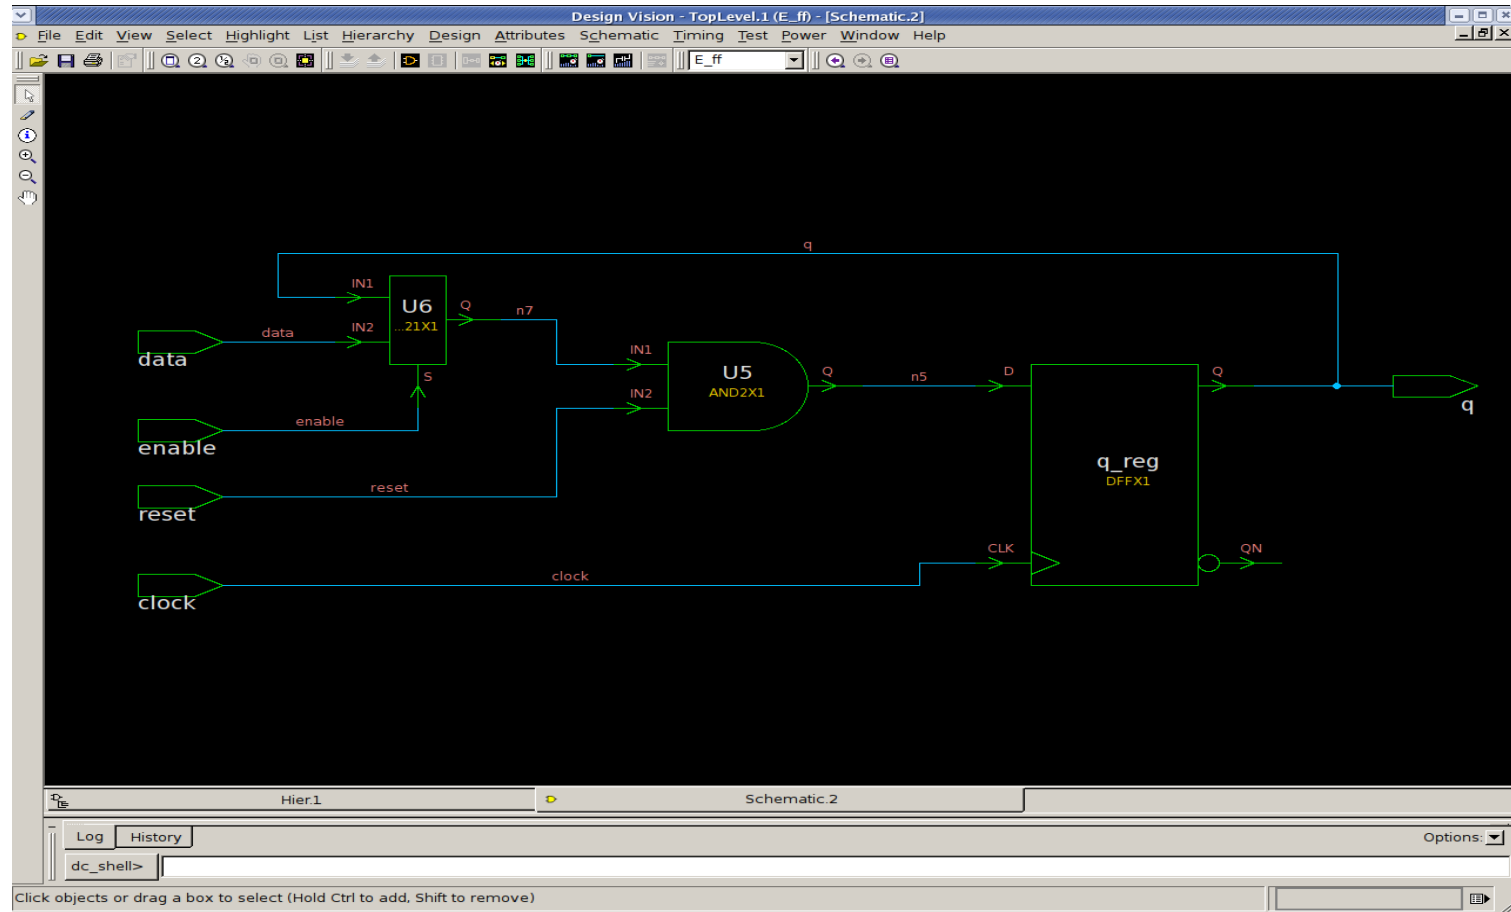 Design Vision - TopLevel.1 (E_ff) - [Schematic.2]
File Edit View Select Highlight List Hierarchy Design Attributes Schematic Timing Test Power Window Help
E_ff
q
IN1
U6
...21X1
Q
n7
data
IN2
data
S
IN1
U5
AND2X1
Q
n5
D
Q
IN2
q
enable
enable
reset
reset
q_reg
DFFX1
CLK
QN
clock
clock
Hier.1
Schematic.2
Log History
Options:
dc_shell>
Click objects or drag a box to select (Hold Ctrl to add, Shift to remove)